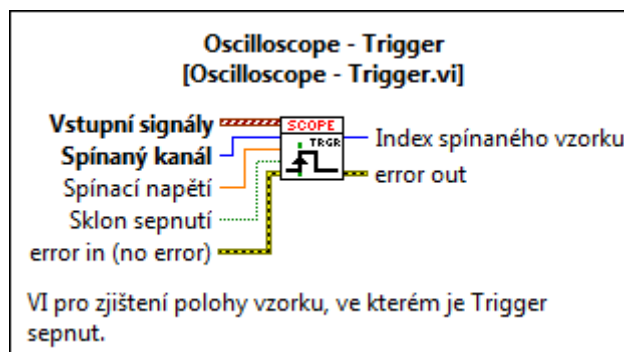 Oscilloscope - Trigger
[Oscilloscope - Trigger.vi]
Vstupní signály
Spínaný kanál
Spínací napětí
Sklon sepnutí
error in (no error)
SCOPE
TRGR
Index spínaného vzorku
error out
VI pro zjištění polohy vzorku, ve kterém je Trigger
sepnut.